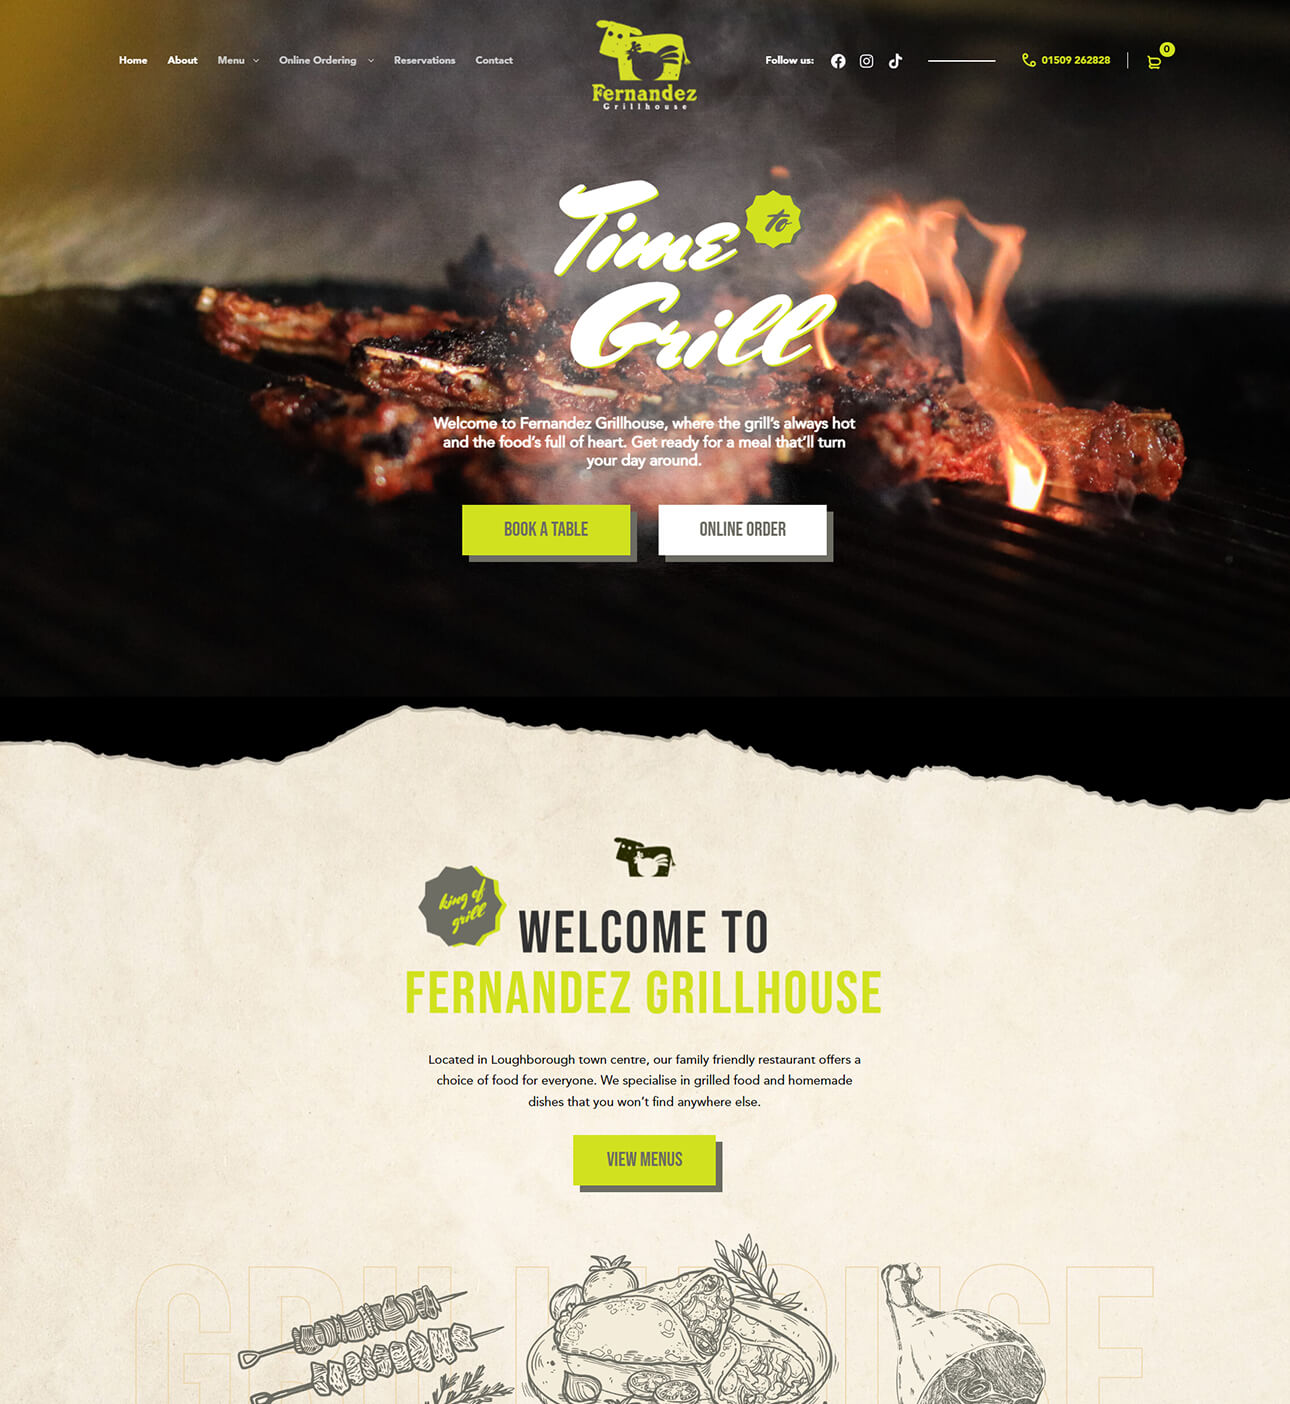 Home
About
Menu
Online Ordering
Reservations
Contact
Fernandez
Grillhouse
Follow us:
01509 262828
0
Time
to
Grill
Welcome to Fernandez Grillhouse, where the grill’s always hot
and the food’s full of heart. Get ready for a meal that’ll turn
your day around.
BOOK A TABLE
ONLINE ORDER
king of
grill
WELCOME TO
FERNANDEZ GRILLHOUSE
Located in Loughborough town centre, our family friendly restaurant offers a
choice of food for everyone. We specialise in grilled food and homemade
dishes that you won’t find anywhere else.
VIEW MENUS
GRILLHOUSE